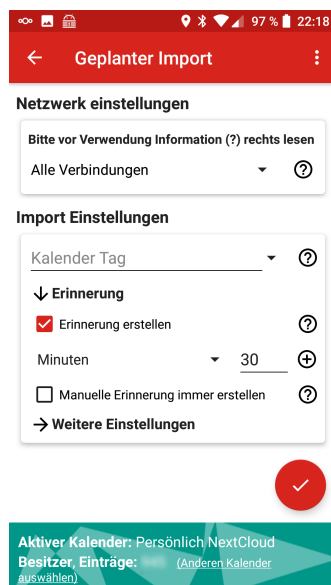 97 % 22:18
Geplanter Import
Netzwerk einstellungen
Bitte vor Verwendung Information (?) rechts lesen
Alle Verbindungen
Import Einstellungen
Kalender Tag
Erinnerung
Erinnerung erstellen
Minuten 30
Manuelle Erinnerung immer erstellen
Weitere Einstellungen
Aktiver Kalender: Persönlich NextCloud
Besitzer, Einträge: (Anderen Kalender
auswählen)